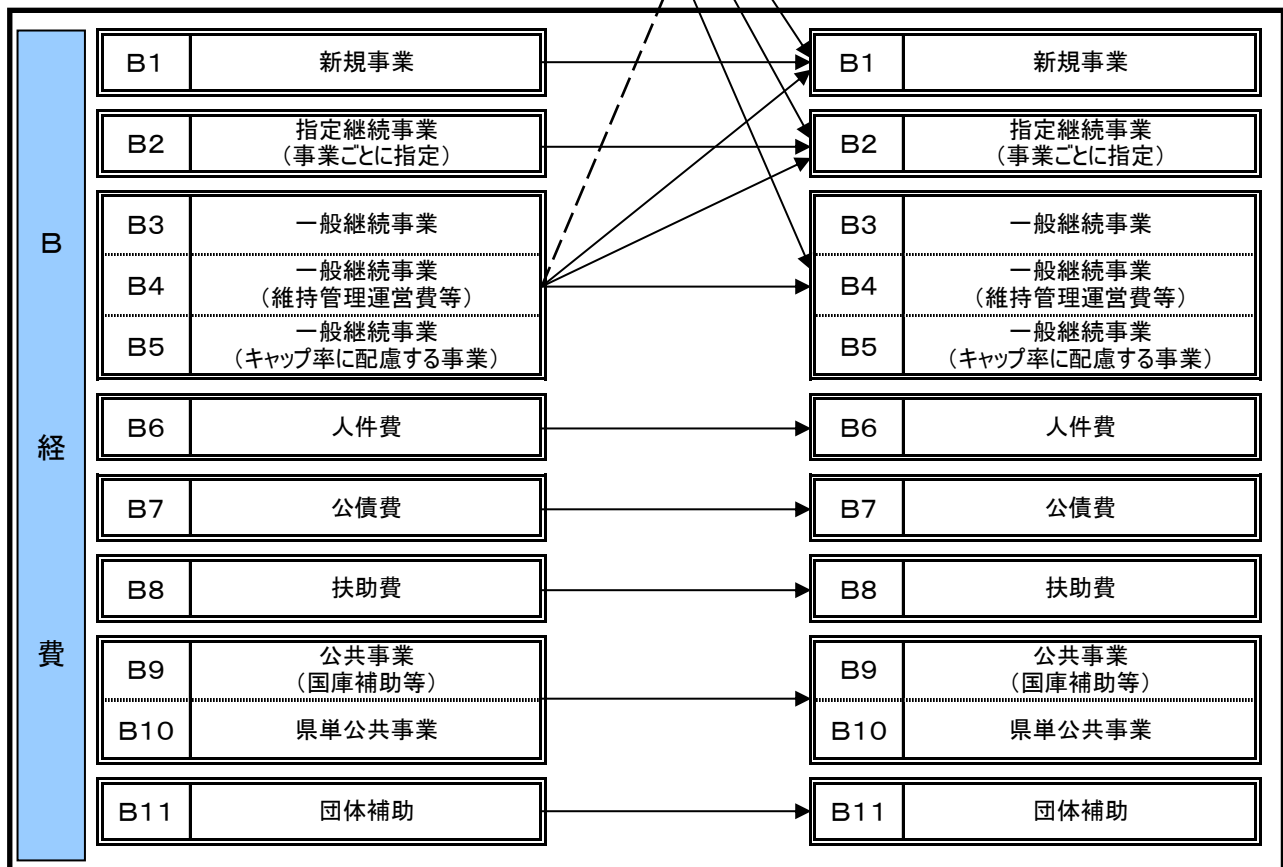 B
経
費
B1
新規事業
B2
指定継続事業
(事業ごとに指定)
B3
一般継続事業
B4
一般継続事業
(維持管理運営費等)
B5
一般継続事業
(キャップ率に配慮する事業)
B6
人件費
B7
公債費
B8
扶助費
B9
公共事業
(国庫補助等)
B10
県単公共事業
B11
団体補助
B1
新規事業
B2
指定継続事業
(事業ごとに指定)
B3
一般継続事業
B4
一般継続事業
(維持管理運営費等)
B5
一般継続事業
(キャップ率に配慮する事業)
B6
人件費
B7
公債費
B8
扶助費
B9
公共事業
(国庫補助等)
B10
県単公共事業
B11
団体補助